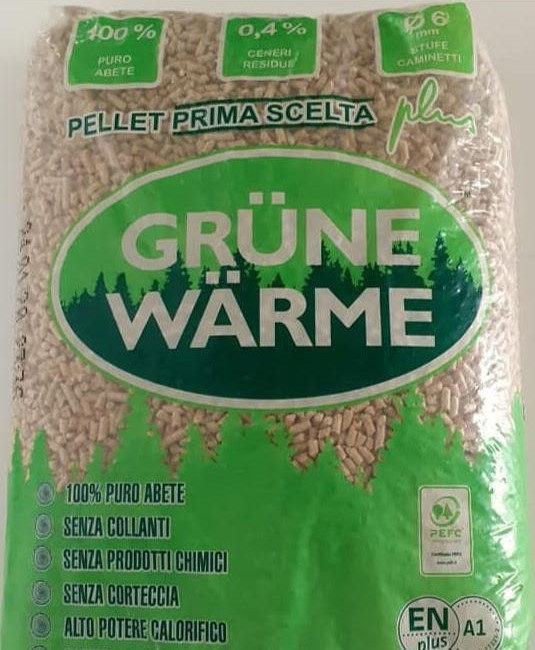 100 %
PURO
ABETE
0,4 %
CENERI
RESIDUE
Ø 6
mm
STUFE
CAMINETTI
PELLET PRIMA SCELTA
plus
GRÜNE
WÄRME
100% PURO ABETE
SENZA COLLANTI
SENZA PRODOTTI CHIMICI
SENZA CORTECCIA
ALTO POTERE CALORIFICO
PEFC
EN
plus
A1